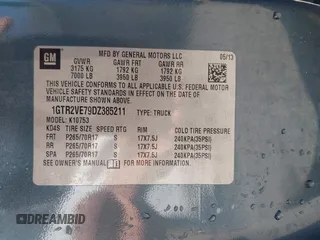 GM
MFD BY GENERAL MOTORS LLC 05/13
GVWR GAWR FRT GAWR RR
3175 KG 1792 KG 1792 KG
7000 LB 3950 LB 3950 LB
THIS VEHICLE CONFORMS TO ALL APPLICABLE U.S. FEDERAL
MOTOR VEHICLE SAFETY AND THEFT PREVENTION STANDARDS
IN EFFECT ON THE DATE OF MANUFACTURE SHOWN ABOVE.
1GTR2VE79DZ385211 TYPE: TRUCK
MODEL: K10753
KD4S TIRE SIZE SPEED RTG RIM COLD TIRE PRESSURE
FRT P265/70R17 S 17X7.5J 240KPA(35PSI)
RR P265/70R17 S 17X7.5J 240KPA(35PSI)
SPA P265/70R17 S 17X7.5J 240KPA(35PSI)
SEE OWNER'S MANUAL FOR MORE INFORMATION.
DREAMBID